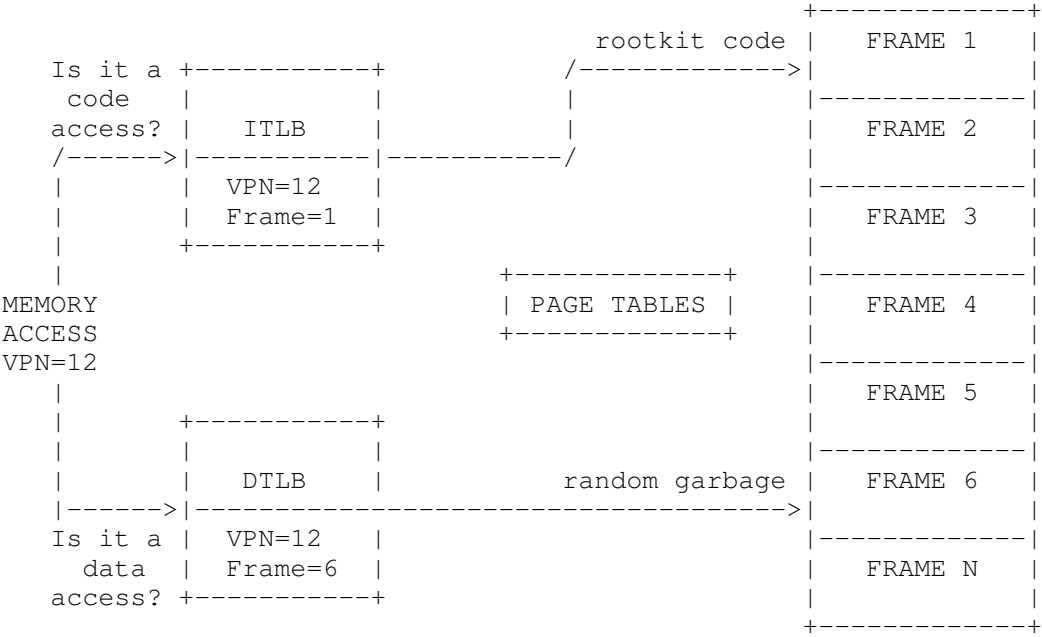 rootkit code | FRAME 1
Is it a
code
access? | ITLB | FRAME 2
VPN=12
Frame=1 | FRAME 3
MEMORY | PAGE TABLES | FRAME 4
ACCESS
VPN=12
FRAME 5
DTLB random garbage | FRAME 6
Is it a | VPN=12
data | Frame=6 | FRAME N
access?